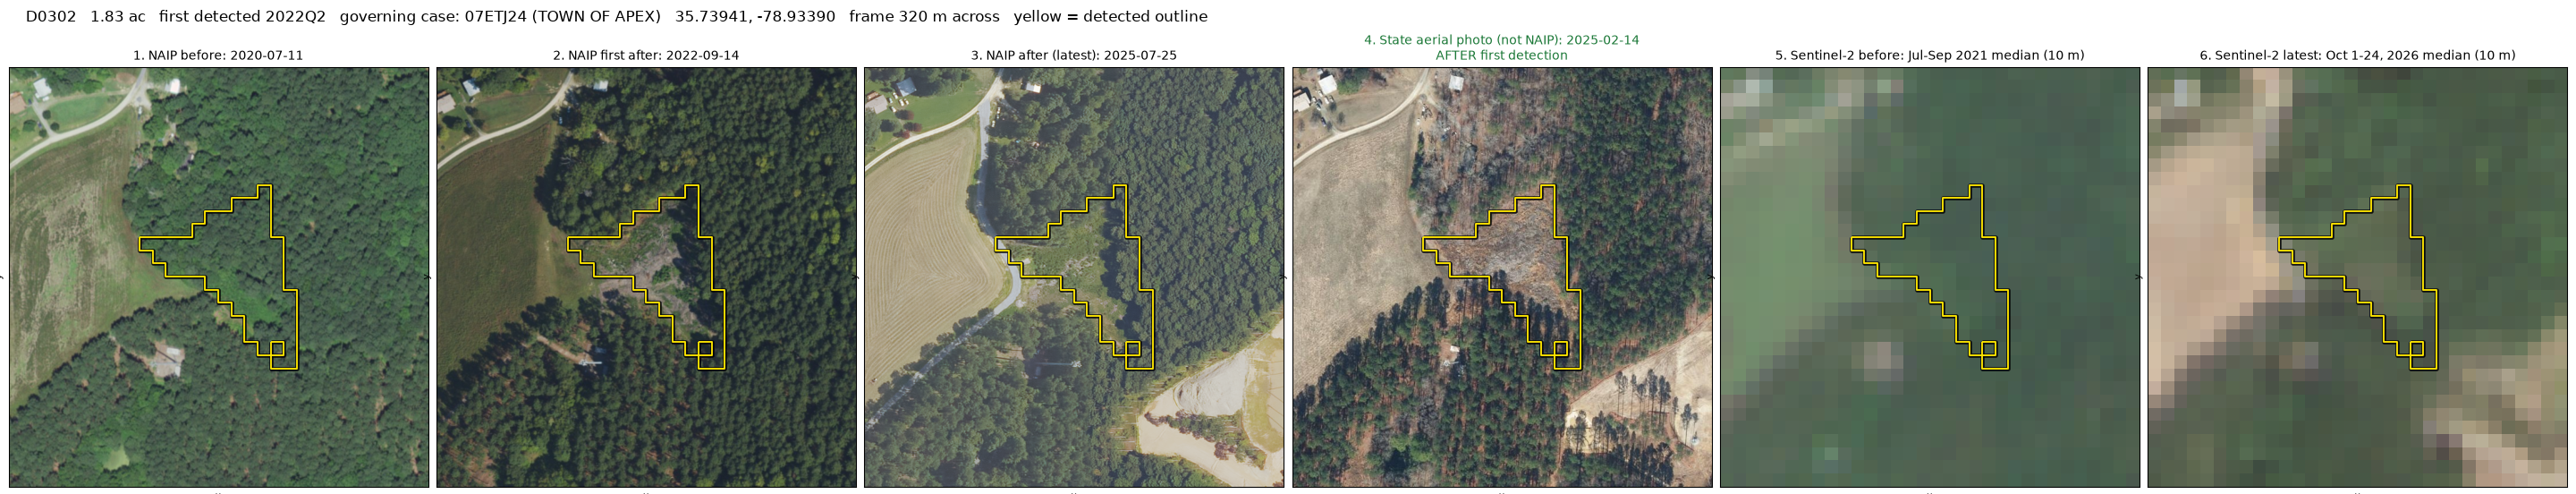 D0302   1.83 ac   first detected 2022Q2   governing case: 07ETJ24 (TOWN OF APEX)   35.73941, -78.93390   frame 320 m across   yellow = detected outline
1. NAIP before: 2020-07-11
2. NAIP first after: 2022-09-14
3. NAIP after (latest): 2025-07-25
4. State aerial photo (not NAIP): 2025-02-14
AFTER first detection
5. Sentinel-2 before: Jul-Sep 2021 median (10 m)
6. Sentinel-2 latest: Oct 1-24, 2026 median (10 m)